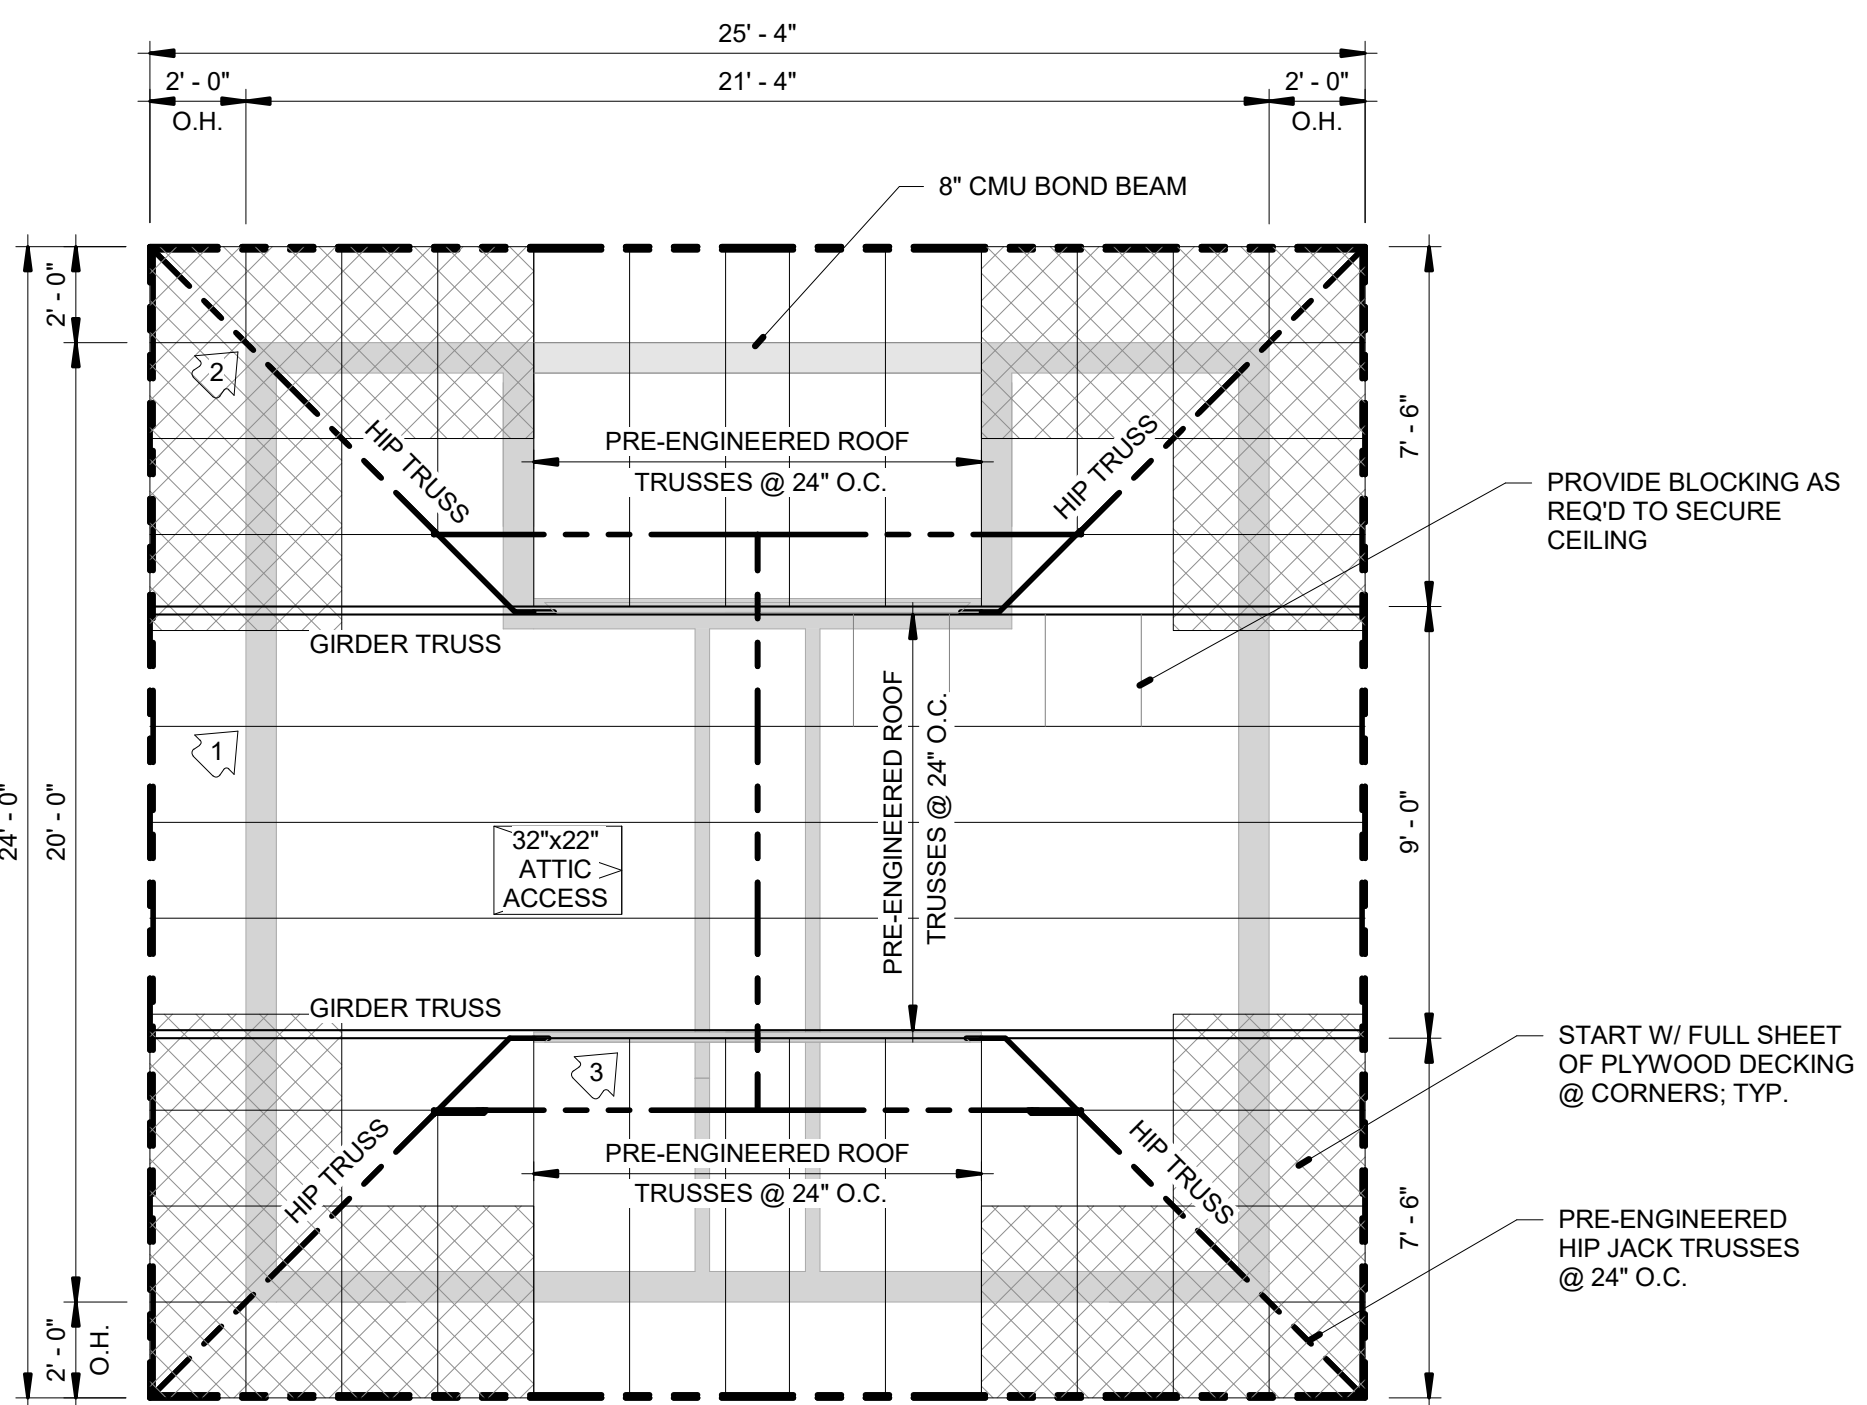 25' - 4"
2' - 0"
21' - 4"
2' - 0"
O.H.
O.H.
8" CMU BOND BEAM
2' - 0"
2
HIP TRUSS
PRE-ENGINEERED ROOF
TRUSSES @ 24" O.C.
HIP TRUSS
7' - 6"
PROVIDE BLOCKING AS
REQ'D TO SECURE
CEILING
GIRDER TRUSS
1
24' - 0"
20' - 0"
32"x22"
ATTIC
ACCESS
PRE-ENGINEERED ROOF
TRUSSES @ 24" O.C.
9' - 0"
GIRDER TRUSS
3
START W/ FULL SHEET
OF PLYWOOD DECKING
@ CORNERS; TYP.
HIP TRUSS
PRE-ENGINEERED ROOF
TRUSSES @ 24" O.C.
HIP TRUSS
7' - 6"
PRE-ENGINEERED
HIP JACK TRUSSES
@ 24" O.C.
2' - 0"
O.H.